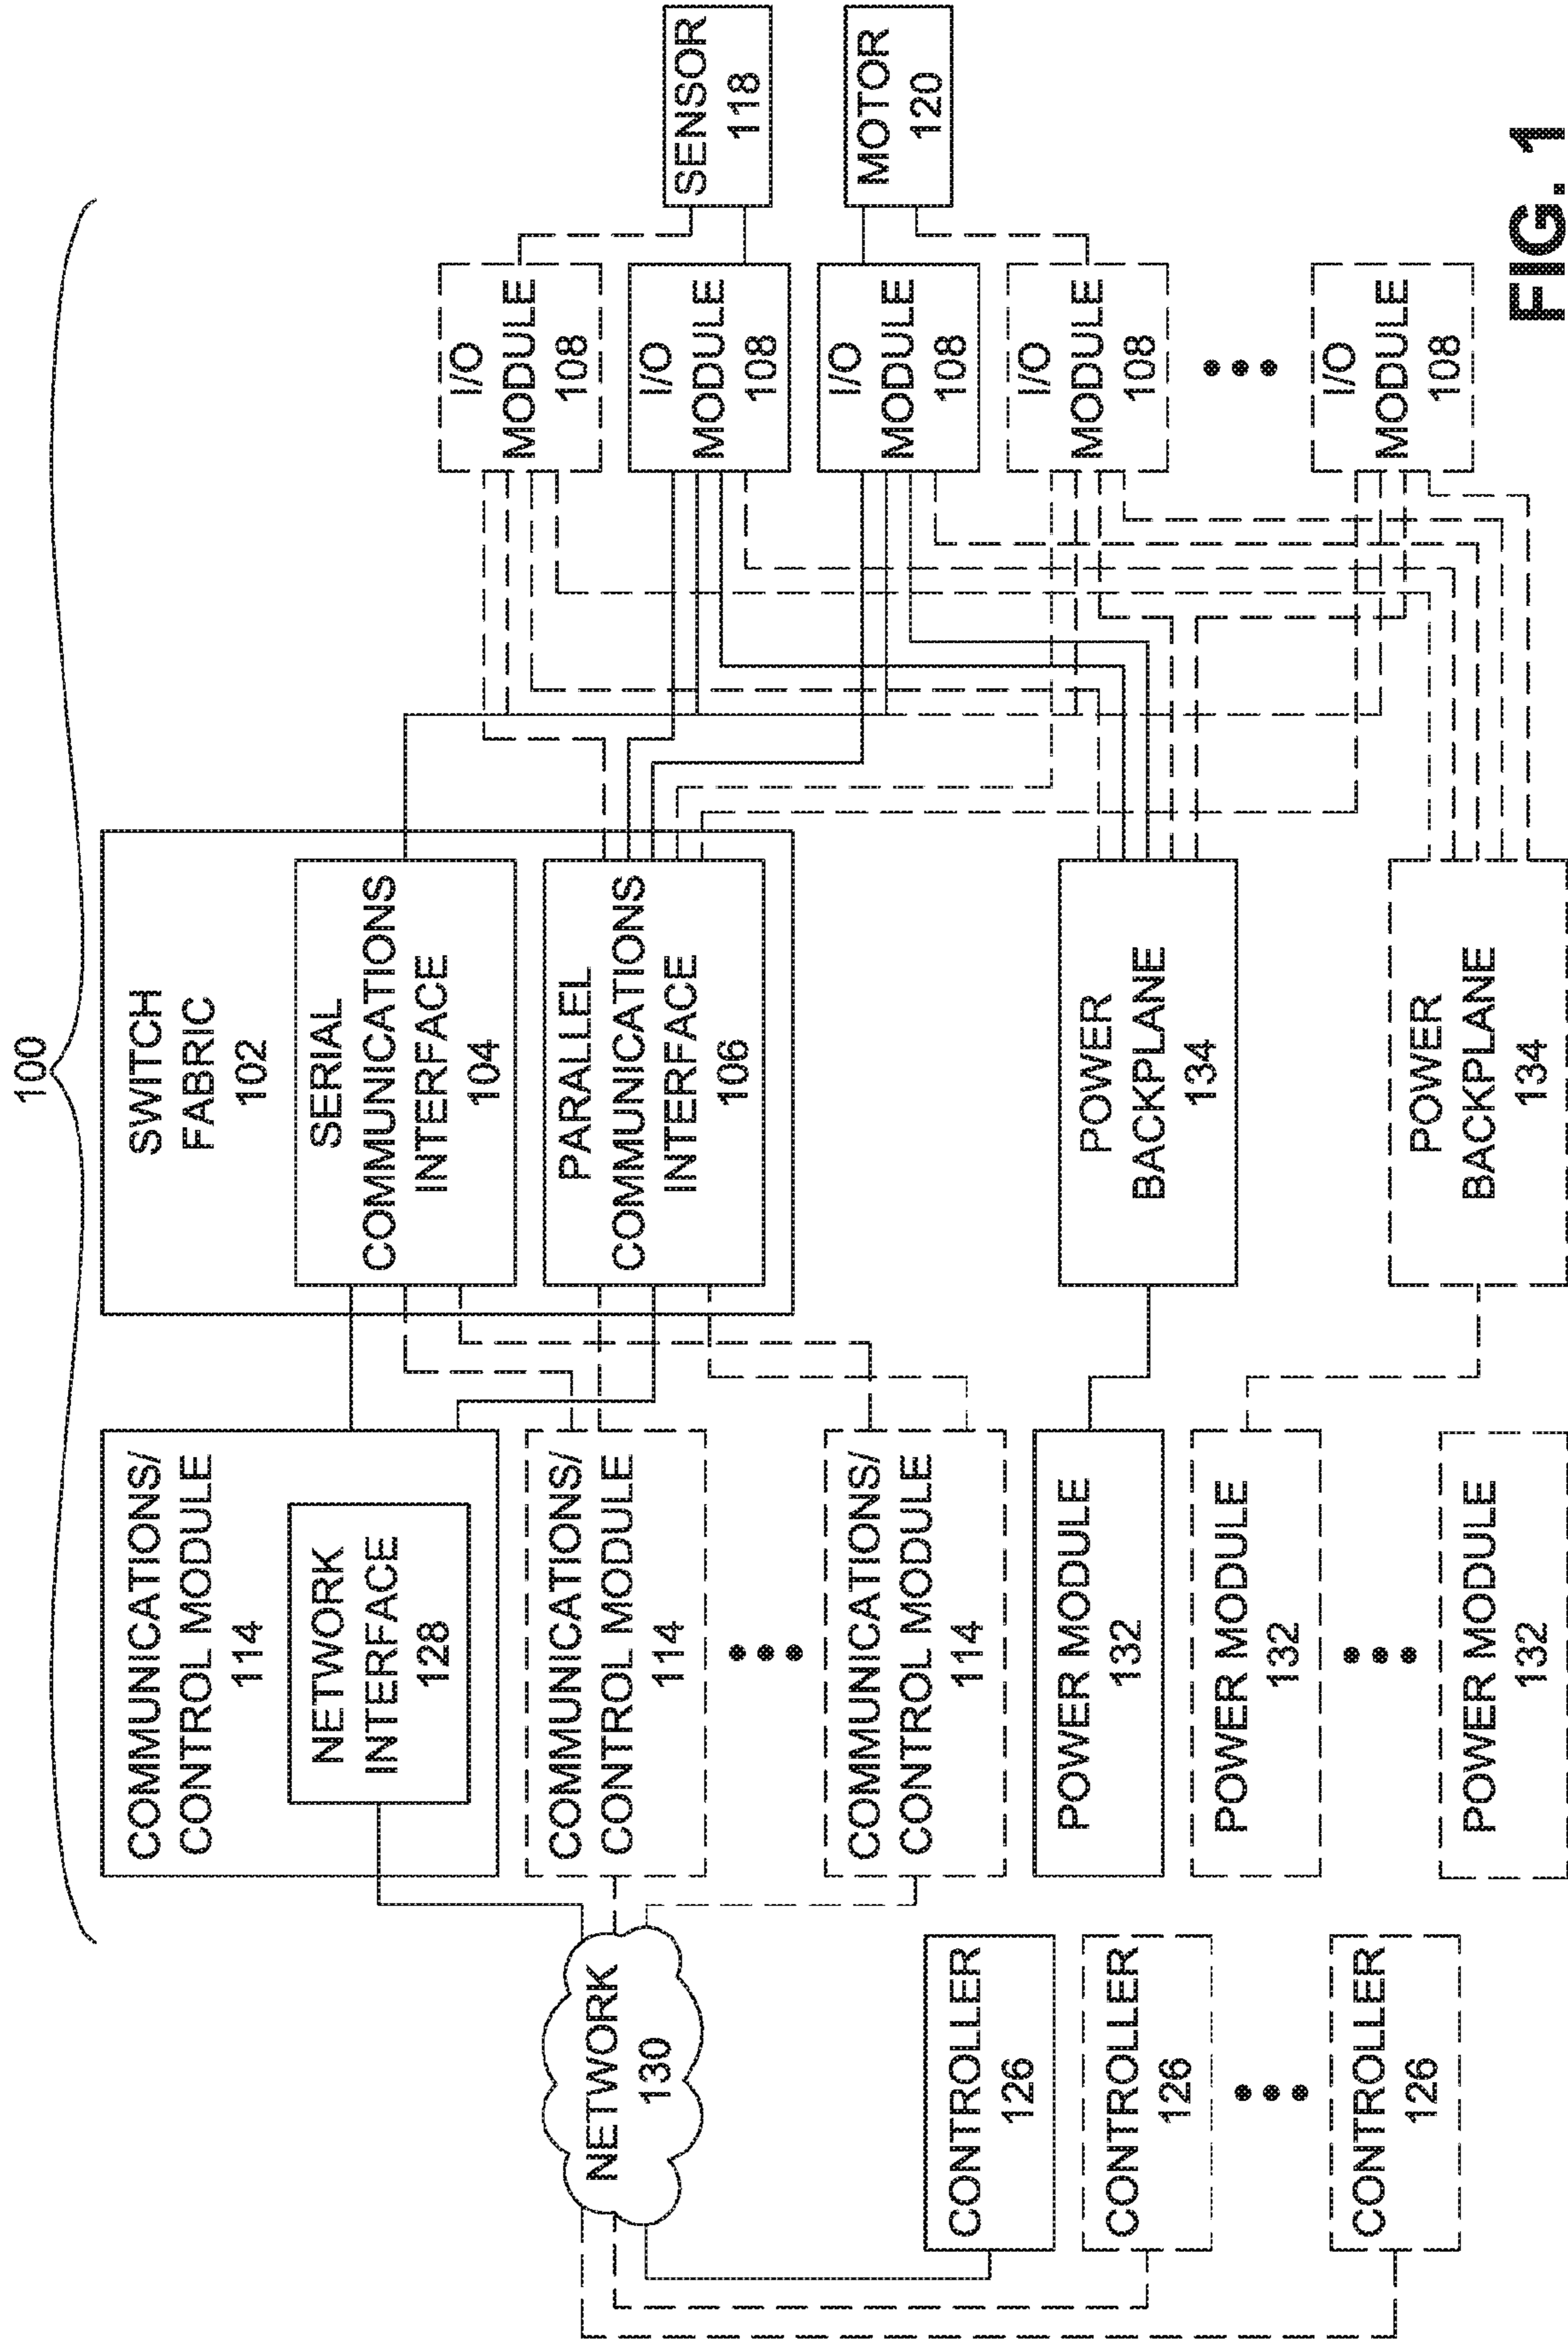 100
COMMUNICATIONS/
CONTROL MODULE
114
NETWORK
INTERFACE
128
SWITCH
FABRIC
102
SERIAL
COMMUNICATIONS
INTERFACE
104
PARALLEL
COMMUNICATIONS
INTERFACE
106
I/O
MODULE
108
I/O
MODULE
108
I/O
MODULE
108
I/O
MODULE
108
I/O
MODULE
108
SENSOR
118
MOTOR
120
NETWORK
130
COMMUNICATIONS/
CONTROL MODULE
114
COMMUNICATIONS/
CONTROL MODULE
114
CONTROLLER
126
CONTROLLER
126
CONTROLLER
126
POWER MODULE
132
POWER MODULE
132
POWER MODULE
132
POWER
BACKPLANE
134
POWER
BACKPLANE
134
FIG. 1